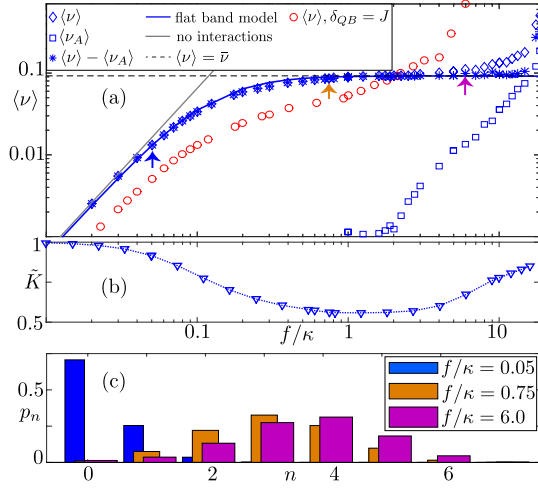 ⟨ν⟩ flat band model ⟨ν⟩, δ_QB = J
⟨ν_A⟩ no interactions
⟨ν⟩ − ⟨ν_A⟩ ⟨ν⟩ = ν̄
0.1
⟨ν⟩
(a)
0.01
1
K̃
(b)
0.5
0.1 1 10
f/κ
(c)
f/κ = 0.05
f/κ = 0.75
f/κ = 6.0
0.5
p_n
0
0 2 n 4 6